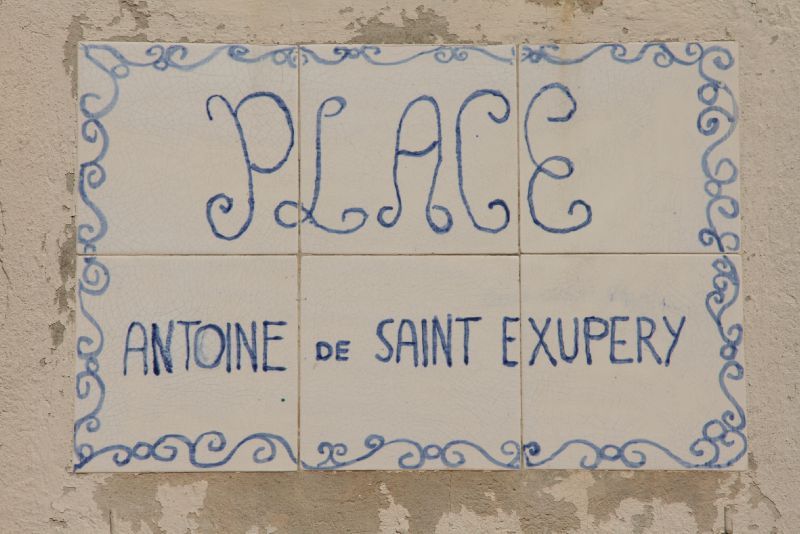 PLACE
ANTOINE DE SAINT EXUPERY